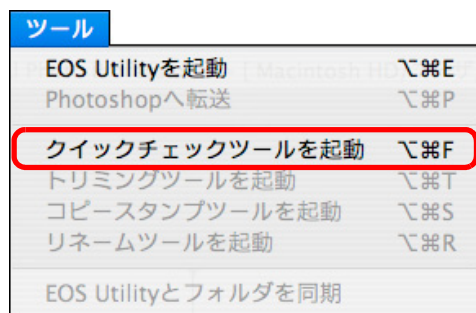 ツール
EOS Utilityを起動 ⌥⌘E
Photoshopへ転送 ⌥⌘P
クイックチェックツールを起動 ⌥⌘F
トリミングツールを起動 ⌥⌘T
コピースタンプツールを起動 ⌥⌘S
リネームツールを起動 ⌥⌘R
EOS Utilityとフォルダを同期